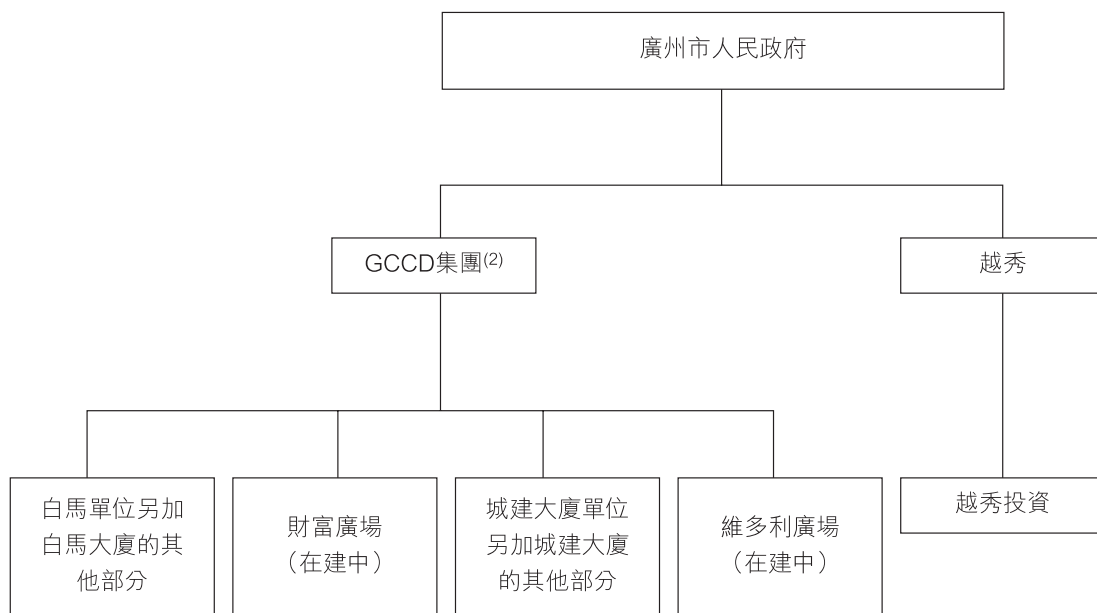 廣州市人民政府
GCCD集團(2)
越秀
白馬單位另加
白馬大廈的其
他部分
財富廣場
（在建中）
城建大廈單位
另加城建大廈
的其他部分
維多利廣場
（在建中）
越秀投資